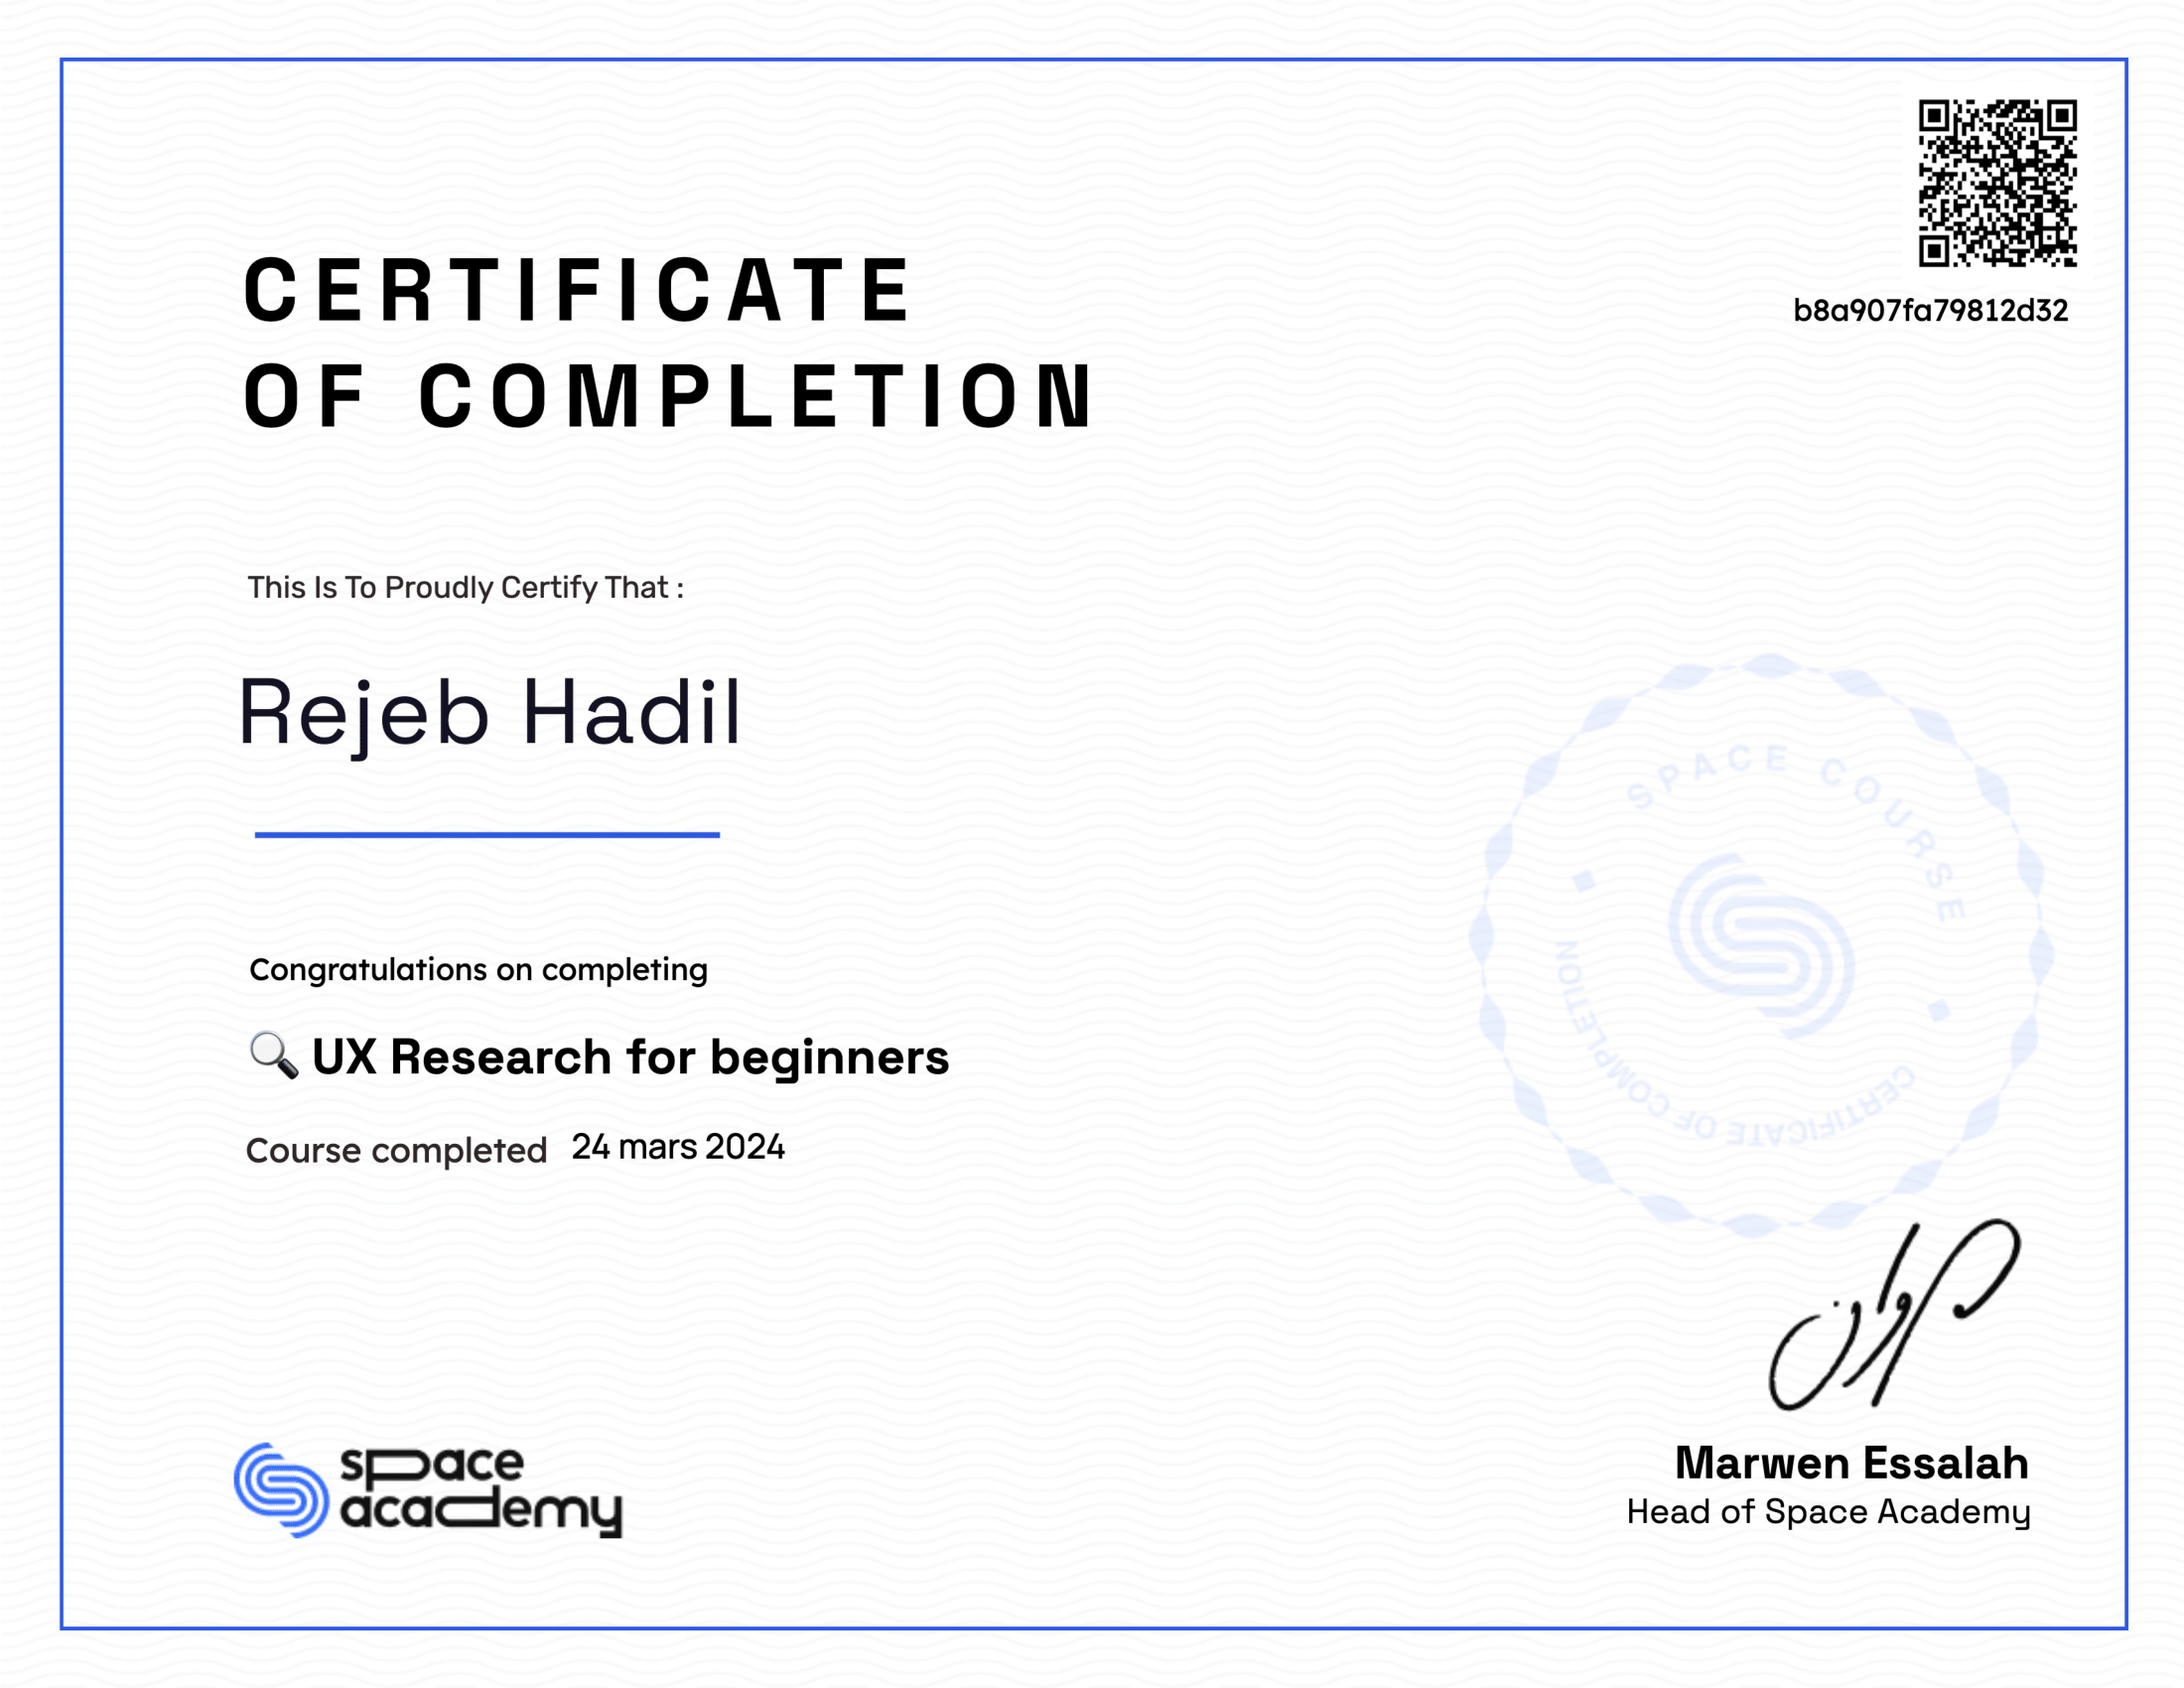 b8a907fa79812d32
CERTIFICATE
OF COMPLETION
This Is To Proudly Certify That :
Rejeb Hadil
SPACE COURSE
CERTIFICATE OF COMPLETION
Congratulations on completing
🔍 UX Research for beginners
Course completed 24 mars 2024
space
academy
Marwen Essalah
Head of Space Academy